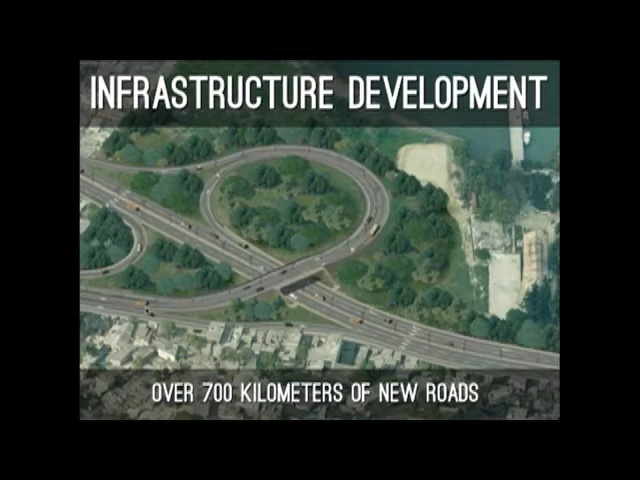 INFRASTRUCTURE DEVELOPMENT
OVER 700 KILOMETERS OF NEW ROADS